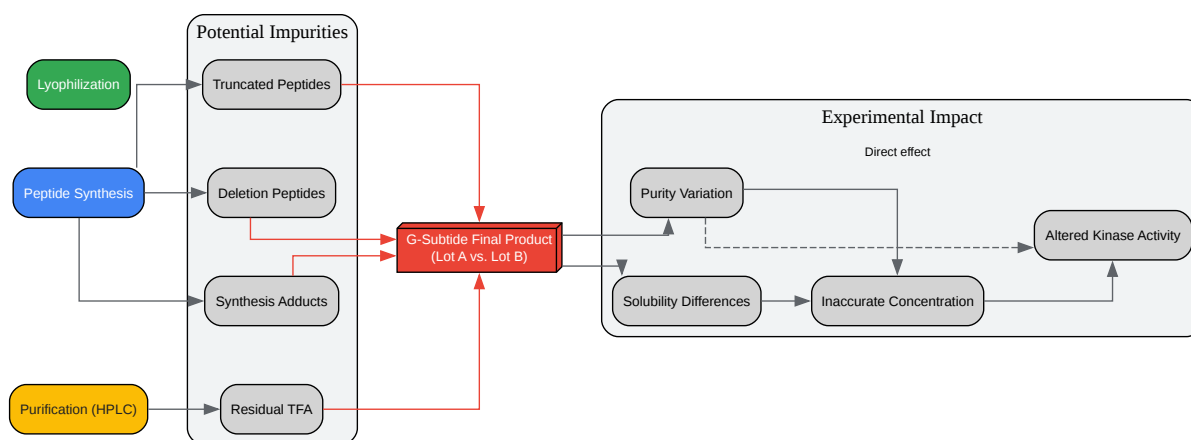 Potential Impurities
Lyophilization
Truncated Peptides
Peptide Synthesis
Deletion Peptides
Synthesis Adducts
Purification (HPLC)
Residual TFA
G-Subtide Final Product
(Lot A vs. Lot B)
Experimental Impact
Direct effect
Purity Variation
Altered Kinase Activity
Solubility Differences
Inaccurate Concentration